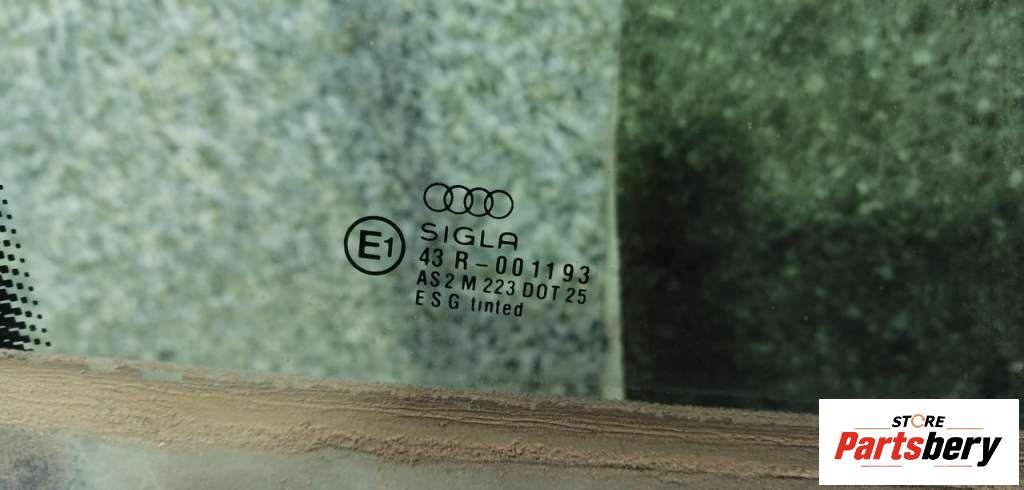 E1
SIGLA
43 R-001193
AS2 M 223 DOT 25
E S G tinted
STORE
Partsbery